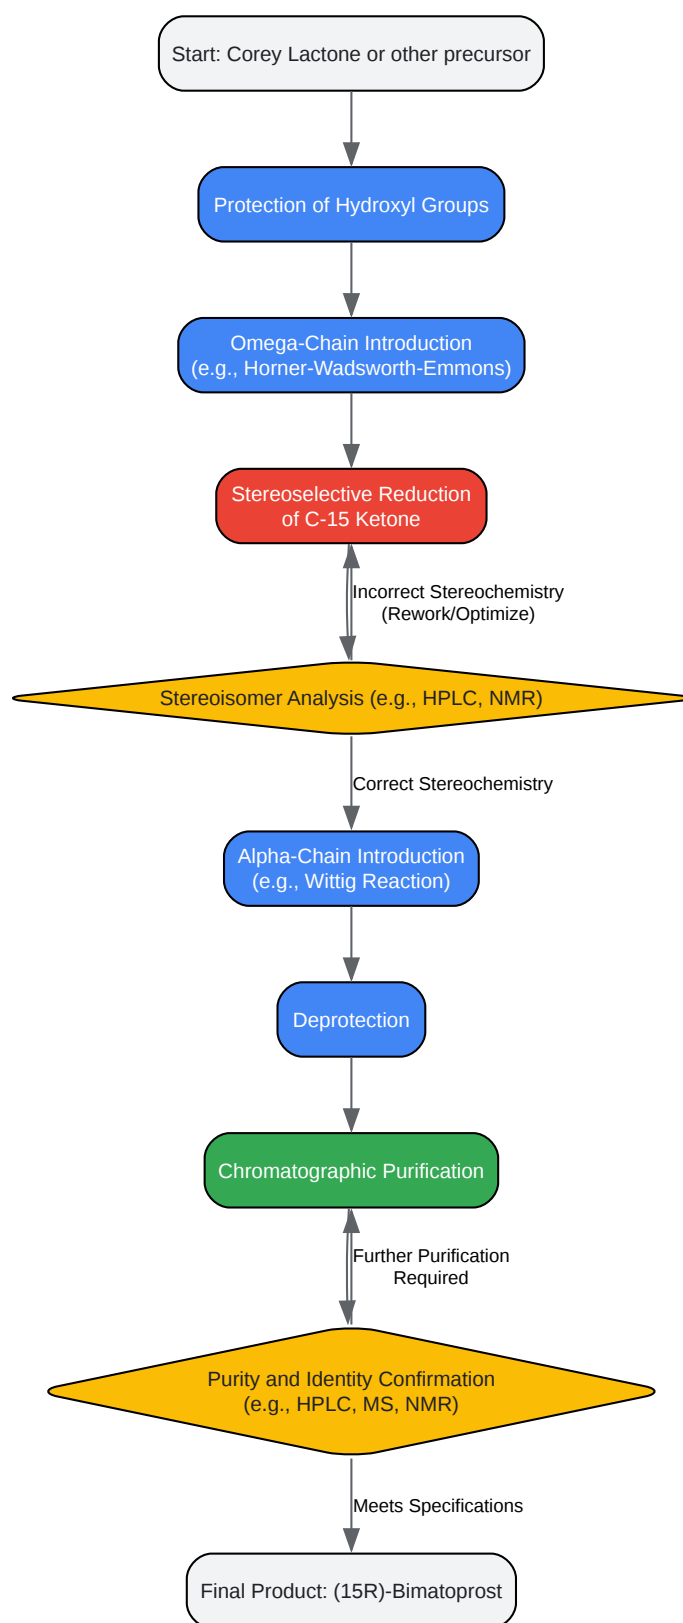 Start: Corey Lactone or other precursor
Protection of Hydroxyl Groups
Omega-Chain Introduction
(e.g., Horner-Wadsworth-Emmons)
Stereoselective Reduction
of C-15 Ketone
Incorrect Stereochemistry
(Rework/Optimize)
Stereoisomer Analysis (e.g., HPLC, NMR)
Correct Stereochemistry
Alpha-Chain Introduction
(e.g., Wittig Reaction)
Deprotection
Chromatographic Purification
Further Purification
Required
Purity and Identity Confirmation
(e.g., HPLC, MS, NMR)
Meets Specifications
Final Product: (15R)-Bimatoprost